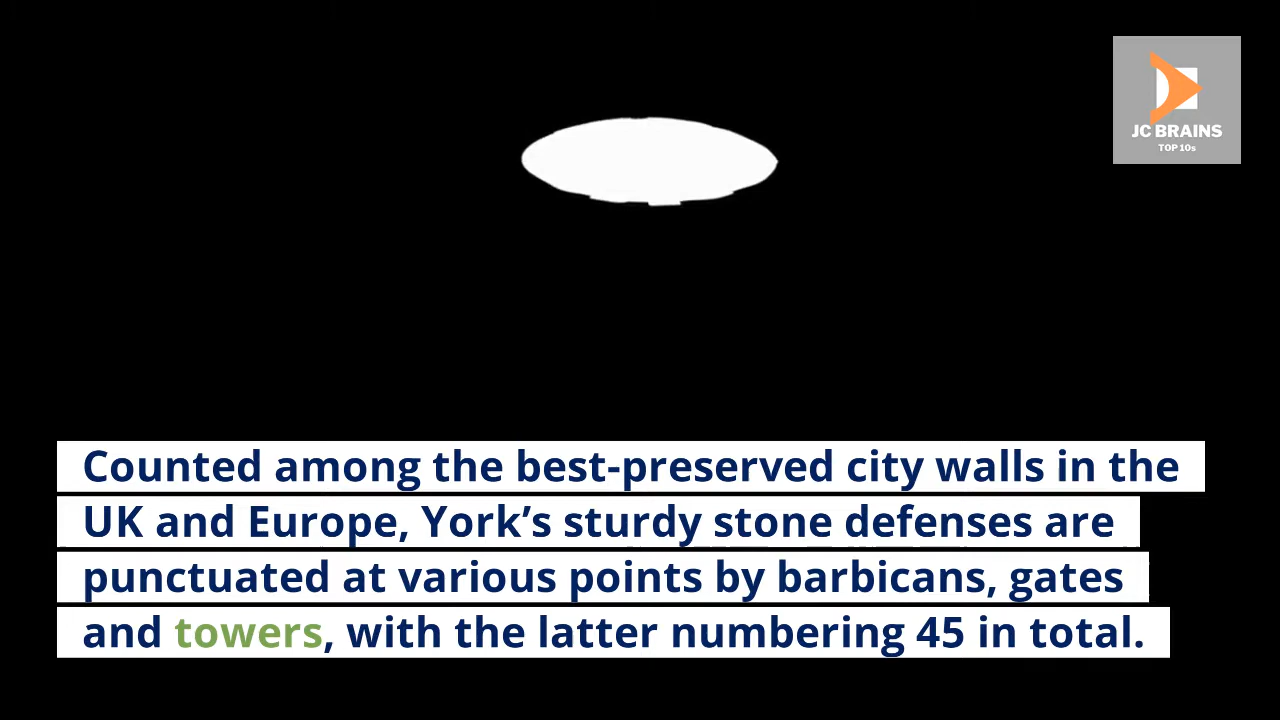 JC BRAINS
TOP 10s
Counted among the best-preserved city walls in the
UK and Europe, York’s sturdy stone defenses are
punctuated at various points by barbicans, gates
and towers, with the latter numbering 45 in total.